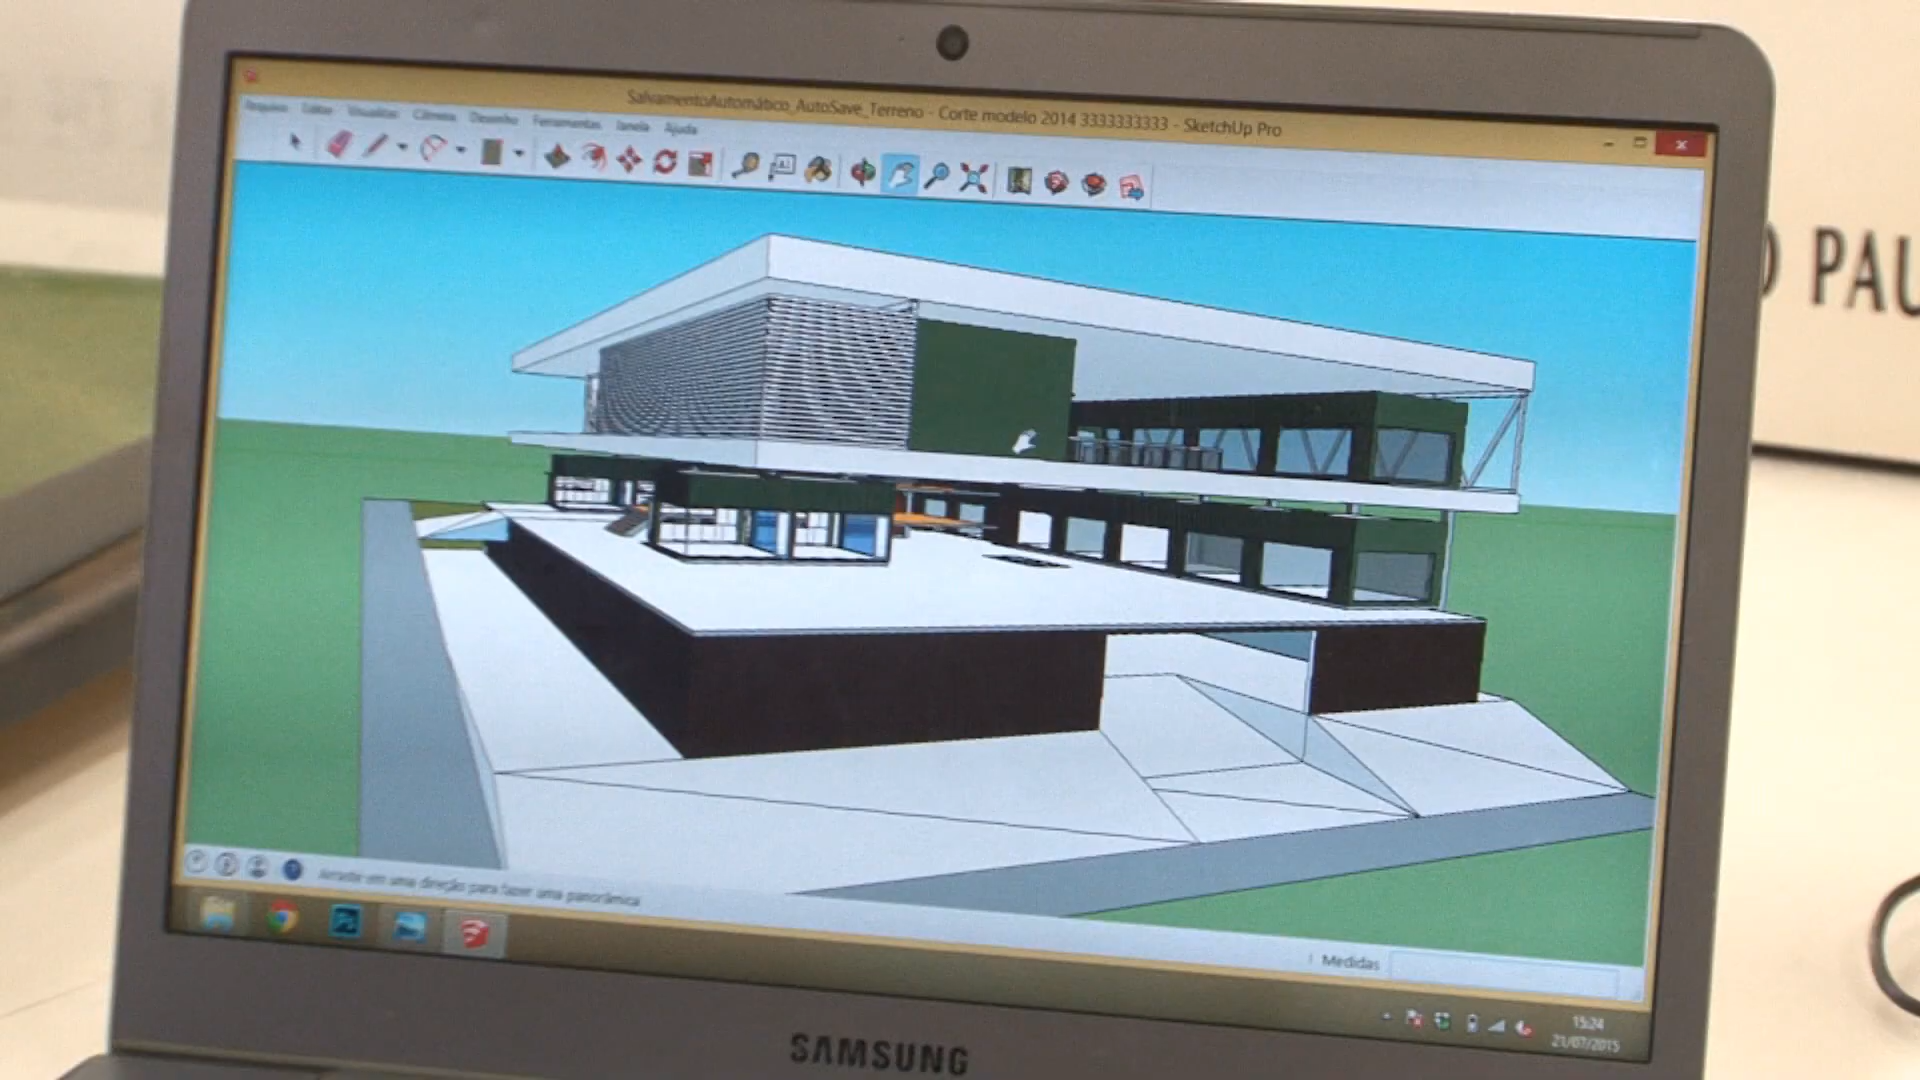 SalvamentoAutomático_AutoSave_Terreno - Corte modelo 2014 3333333333 - SketchUp Pro
Arquivo Editar Visualizar Câmera Desenho Ferramentas Janela Ajuda
PAU
Arraste em uma direção para fazer uma panorâmica
Ps
Medidas
15:24
21/07/2015
SAMSUNG